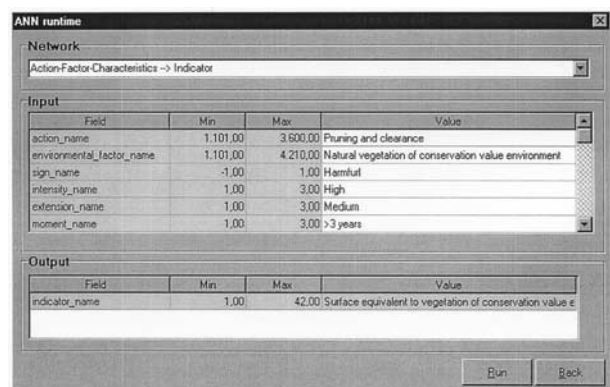 ANN runtime
Network
Action-Factor-Characteristics --> Indicator
Input
Field Min Max Value
action_name 1.101,00 3.600,00 Pruning and clearance
environmental_factor_name 1.101,00 4.210,00 Natural vegetation of conservation value environment
sign_name -1,00 1,00 Harmfurl
intensity_name 1,00 3,00 High
extension_name 1,00 3,00 Medium
moment_name 1,00 3,00 >3 years
Output
Field Min Max Value
indicator_name 1,00 42,00 Surface equivalent to vegetation of conservation value e
Run Back